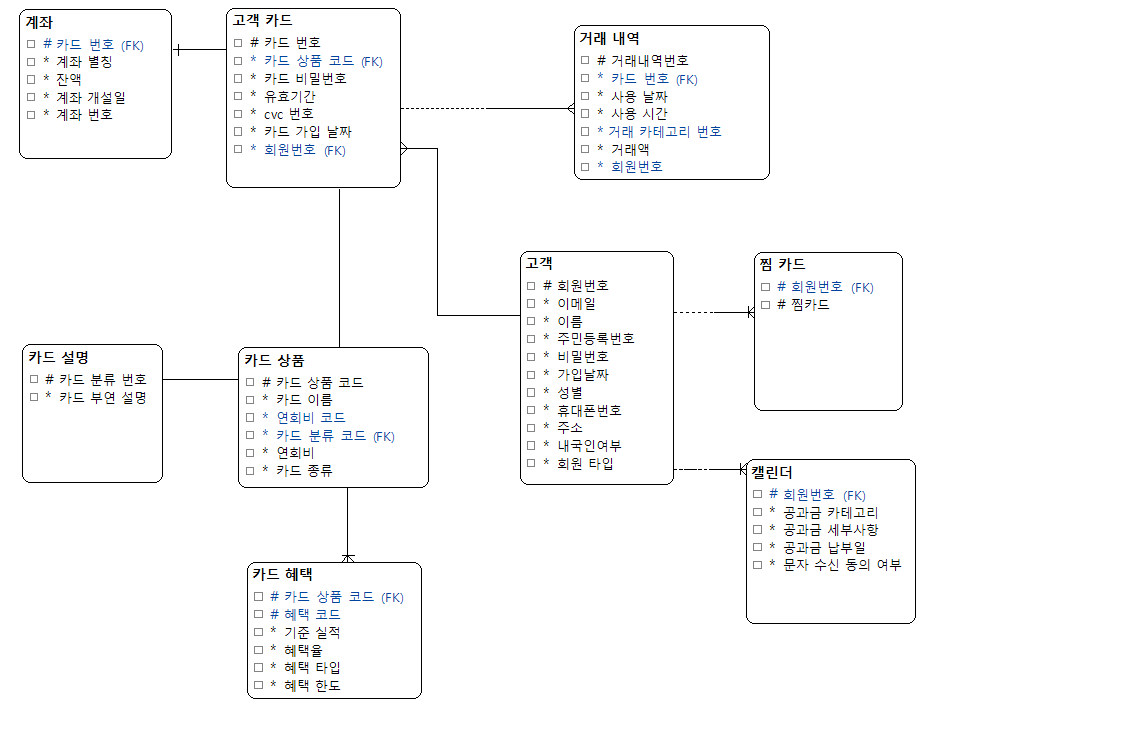 계좌
# 카드 번호 (FK)
* 계좌 별칭
* 잔액
* 계좌 개설일
* 계좌 번호
고객 카드
# 카드 번호
* 카드 상품 코드 (FK)
* 카드 비밀번호
* 유효기간
* cvc 번호
* 카드 가입 날짜
* 회원번호 (FK)
거래 내역
# 거래내역번호
* 카드 번호 (FK)
* 사용 날짜
* 사용 시간
* 거래 카테고리 번호
* 거래액
* 회원번호
고객
# 회원번호
* 이메일
* 이름
* 주민등록번호
* 비밀번호
* 가입날짜
* 성별
* 휴대폰번호
* 주소
* 내국인여부
* 회원 타입
찜 카드
# 회원번호 (FK)
# 찜카드
카드 설명
# 카드 분류 번호
* 카드 부연 설명
카드 상품
# 카드 상품 코드
* 카드 이름
* 연회비 코드
* 카드 분류 코드 (FK)
* 연회비
* 카드 종류
캘린더
# 회원번호 (FK)
* 공과금 카테고리
* 공과금 세부사항
* 공과금 납부일
* 문자 수신 동의 여부
카드 혜택
# 카드 상품 코드 (FK)
# 혜택 코드
* 기준 실적
* 혜택율
* 혜택 타입
* 혜택 한도